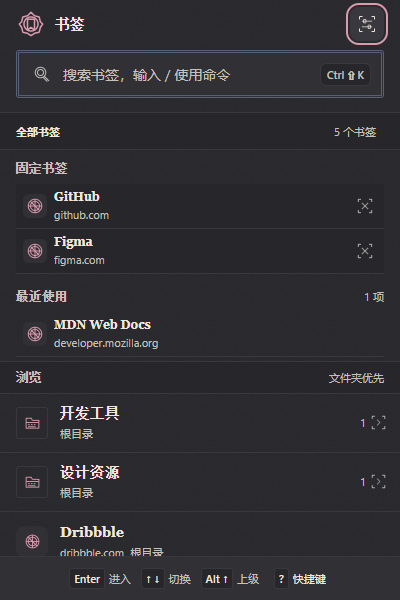 书签
搜索书签，输入 / 使用命令
Ctrl ⇧ K
全部书签
5 个书签
固定书签
GitHub
github.com
Figma
figma.com
最近使用
1 项
MDN Web Docs
developer.mozilla.org
浏览
文件夹优先
开发工具
根目录
1
设计资源
根目录
1
Dribbble
dribbble.com 根目录
Enter 进入 ↑↓ 切换 Alt ↑ 上级 ? 快捷键